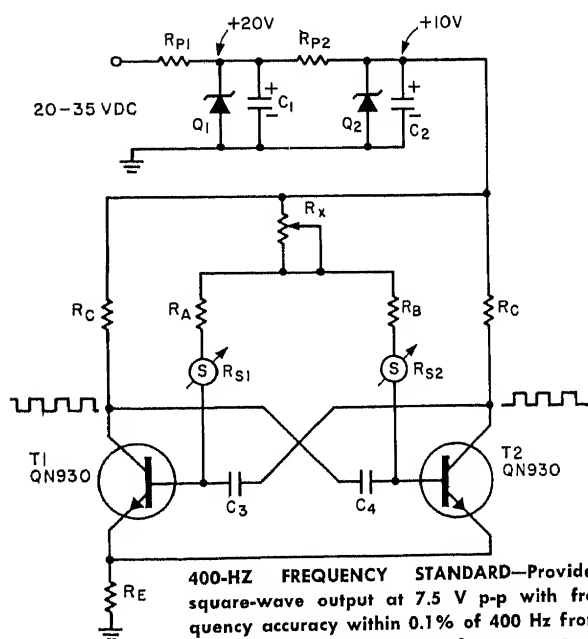 +20V
+10V
RP1
RP2
20-35 VDC
Q1
C1
Q2
C2
+
-
+
-
RX
RC
RA
RB
RC
S
RS1
S
RS2
T1
QN930
T2
QN930
C3
C4
RE
400-HZ FREQUENCY STANDARD—Provide
square-wave output at 7.5 V p-p with fre
quency accuracy within 0.1% of 400 Hz fro